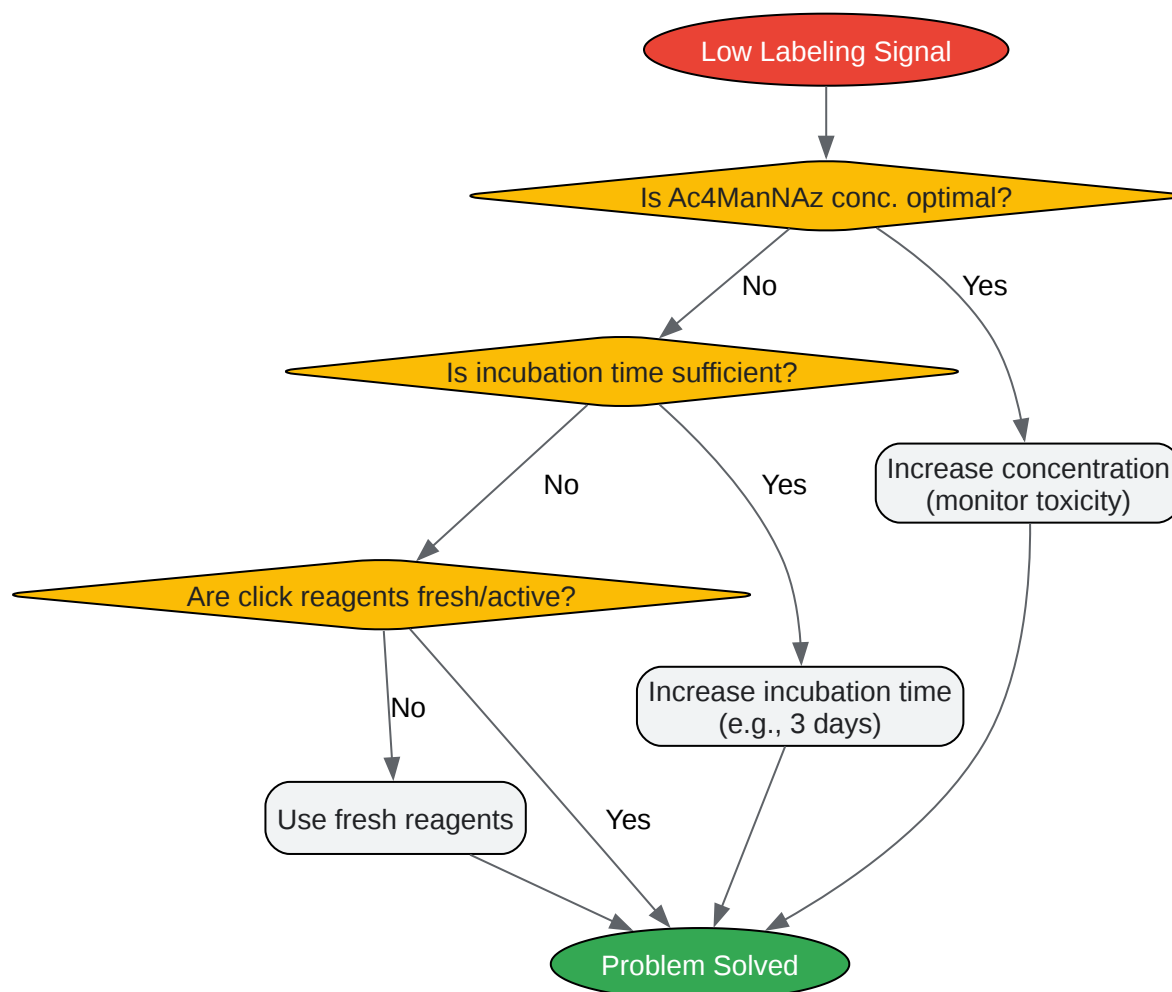 Low Labeling Signal
Is Ac4ManNAz conc. optimal?
No
Yes
Is incubation time sufficient?
Increase concentration
(monitor toxicity)
No
Yes
Are click reagents fresh/active?
Increase incubation time
(e.g., 3 days)
No
Use fresh reagents
Yes
Problem Solved